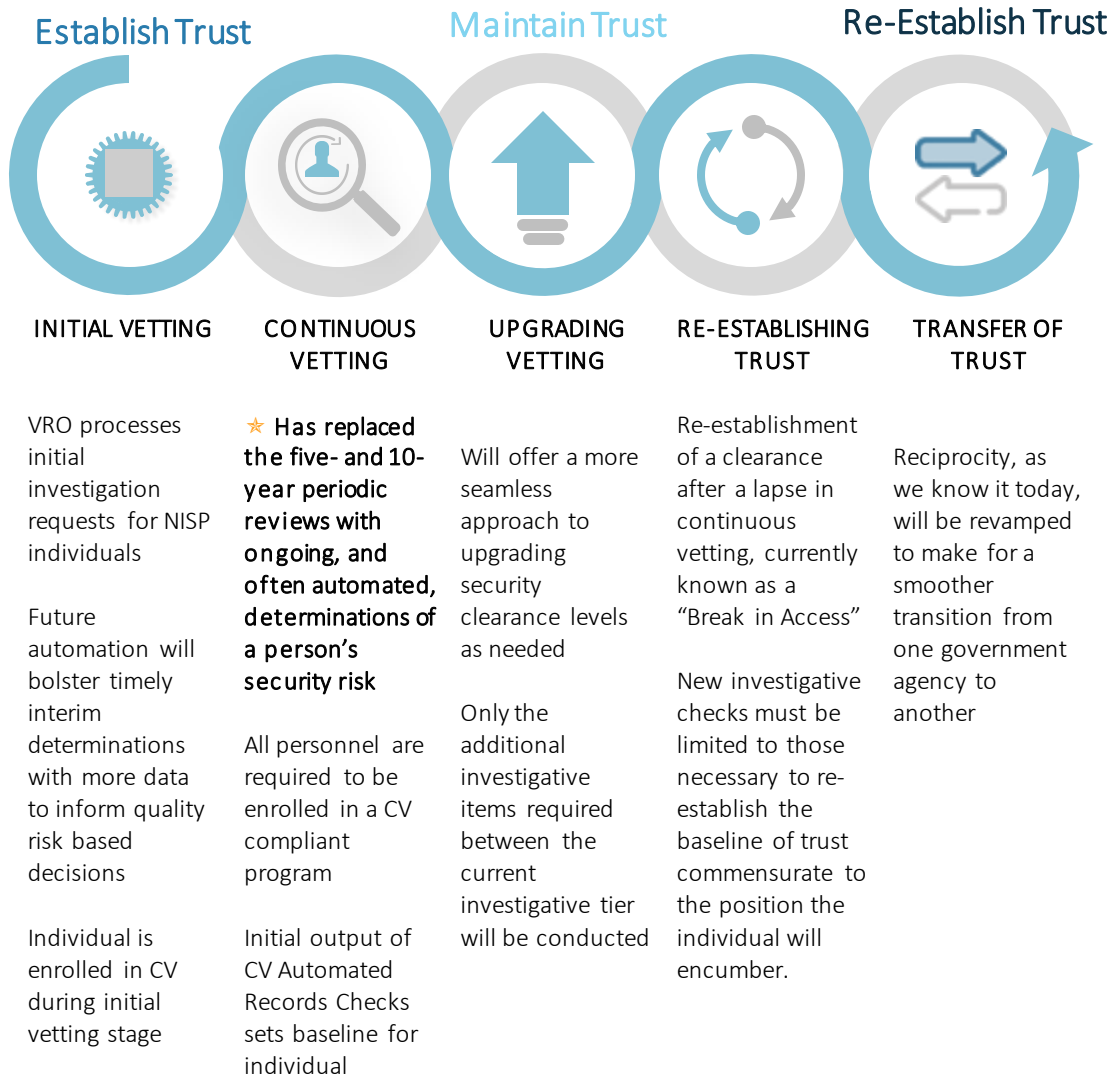 Establish Trust
Maintain Trust
Re-Establish Trust
INITIAL VETTING
VRO processes
initial
investigation
requests for NISP
individuals
Future
automation will
bolster timely
interim
determinations
with more data
to inform quality
risk based
decisions
Individual is
enrolled in CV
during initial
vetting stage
CONTINUOUS
VETTING
✯ Has replaced
the five- and 10-
year periodic
reviews with
ongoing, and
often automated,
determinations of
a person’s
security risk
All personnel are
required to be
enrolled in a CV
compliant
program
Initial output of
CV Automated
Records Checks
sets baseline for
individual
UPGRADING
VETTING
Will offer a more
seamless
approach to
upgrading
security
clearance levels
as needed
Only the
additional
investigative
items required
between the
current
investigative tier
will be conducted
RE-ESTABLISHING
TRUST
Re-establishment
of a clearance
after a lapse in
continuous
vetting, currently
known as a
“Break in Access”
New investigative
checks must be
limited to those
necessary to re-
establish the
baseline of trust
commensurate to
the position the
individual will
encumber.
TRANSFER OF
TRUST
Reciprocity, as
we know it today,
will be revamped
to make for a
smoother
transition from
one government
agency to
another